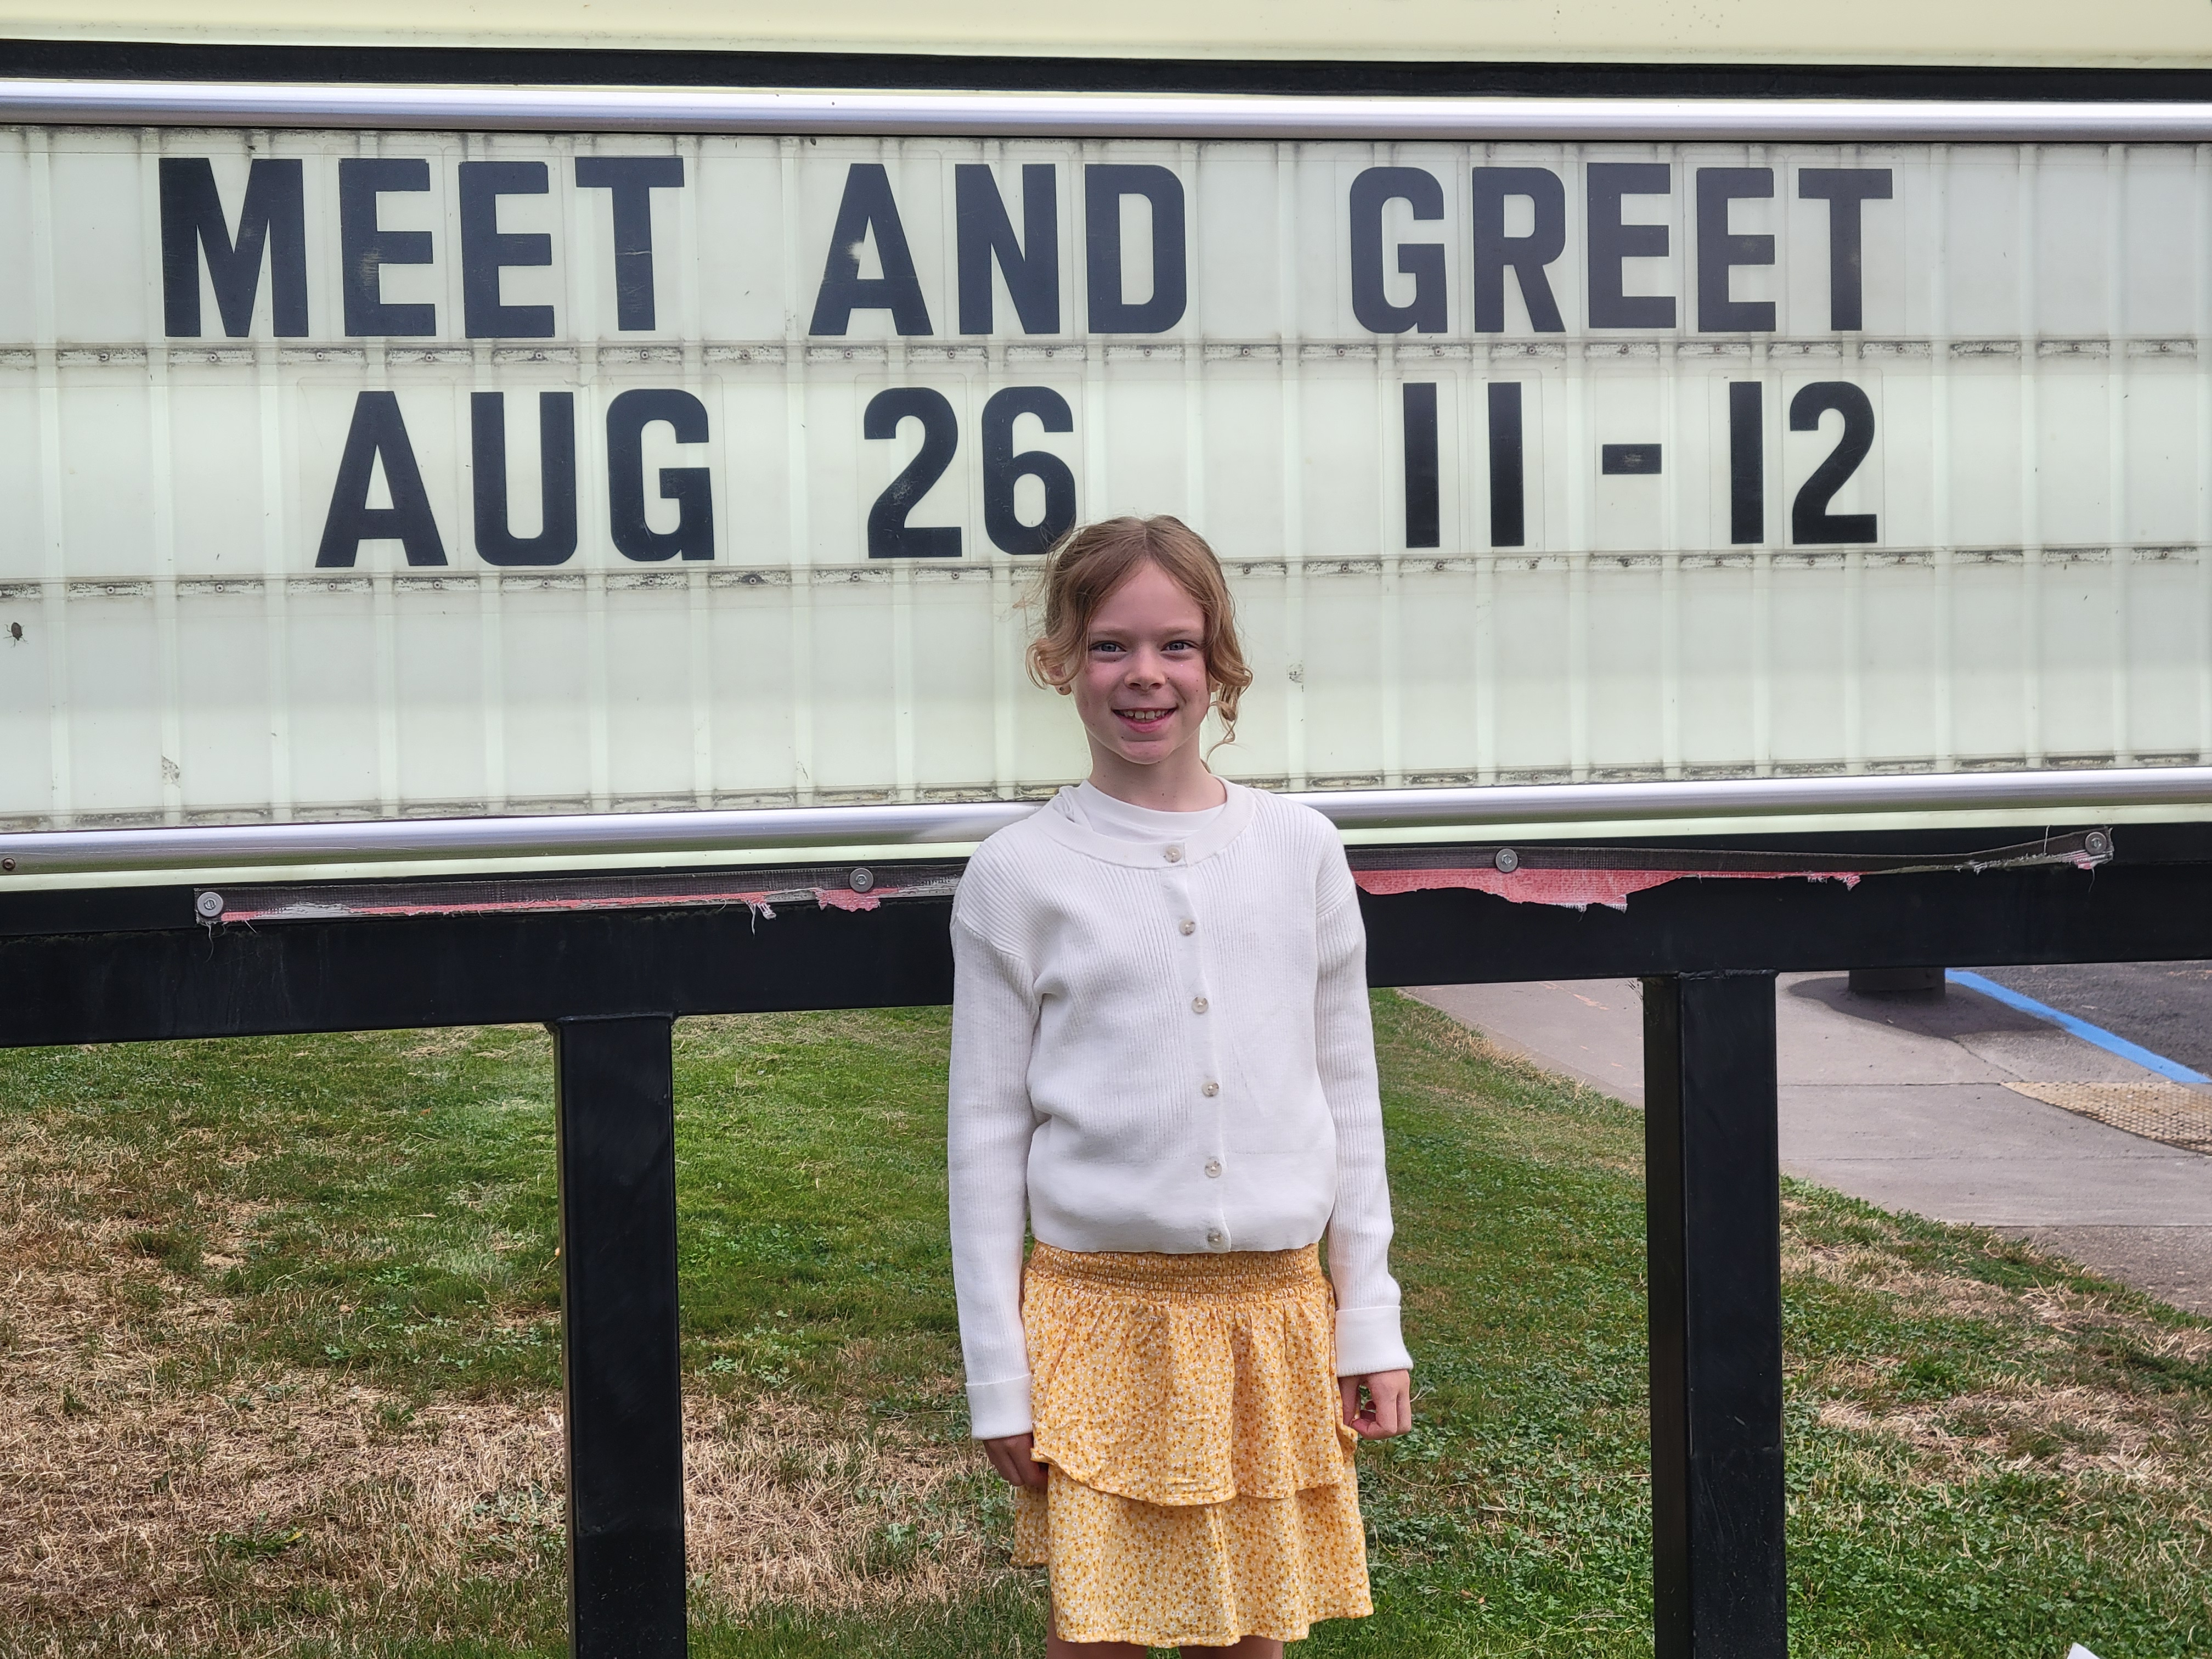 MEET AND GREET
AUG 26 11-12